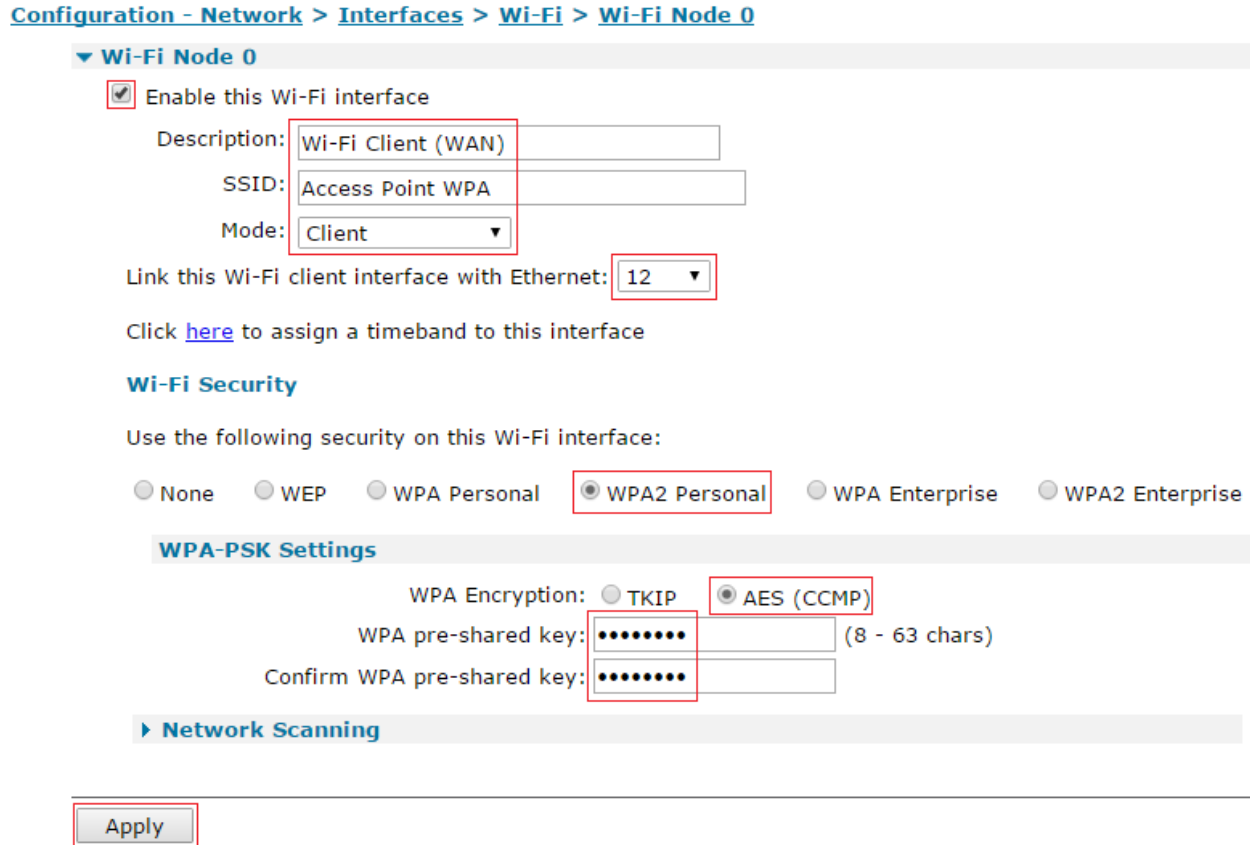 Configuration - Network > Interfaces > Wi-Fi > Wi-Fi Node 0
Wi-Fi Node 0
Enable this Wi-Fi interface
Description: Wi-Fi Client (WAN)
SSID: Access Point WPA
Mode: Client
Link this Wi-Fi client interface with Ethernet: 12
Click here to assign a timeband to this interface
Wi-Fi Security
Use the following security on this Wi-Fi interface:
None WEP WPA Personal WPA2 Personal WPA Enterprise WPA2 Enterprise
WPA-PSK Settings
WPA Encryption: TKIP AES (CCMP)
WPA pre-shared key: •••••••• (8 - 63 chars)
Confirm WPA pre-shared key: ••••••••
Network Scanning
Apply